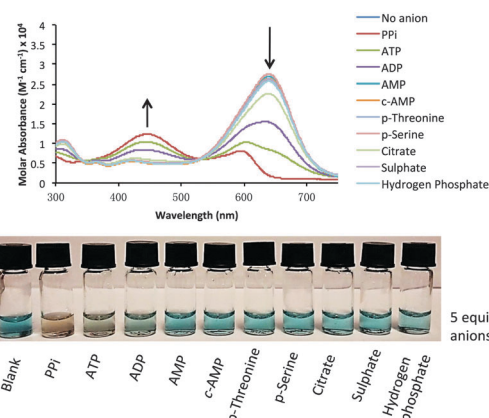 Molar Absorbance (M⁻¹ cm⁻¹) x 10⁴
4
3.5
3
2.5
2
1.5
1
0.5
0
300
400
500
600
700
Wavelength (nm)
No anion
PPi
ATP
ADP
AMP
c-AMP
p-Threonine
p-Serine
Citrate
Sulphate
Hydrogen Phosphate
5 equi
anions
Blank
PPi
ATP
ADP
AMP
c-AMP
p-Threonine
p-Serine
Citrate
Sulphate
Hydrogen
phosphate